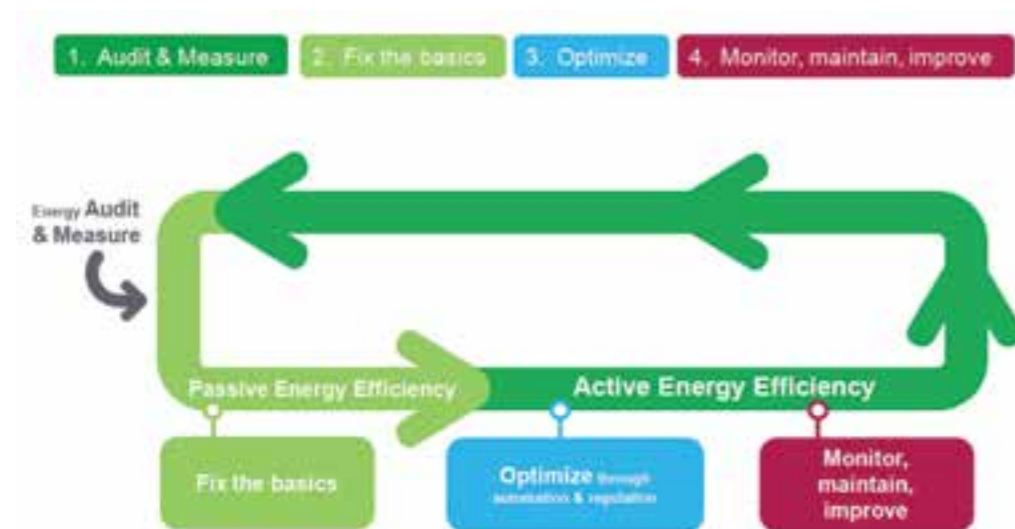 1. Audit & Measure
2. Fix the basics
3. Optimize
4. Monitor, maintain, improve
Energy Audit
& Measure
Passive Energy Efficiency
Active Energy Efficiency
Fix the basics
Optimize through
automation & regulation
Monitor,
maintain,
improve